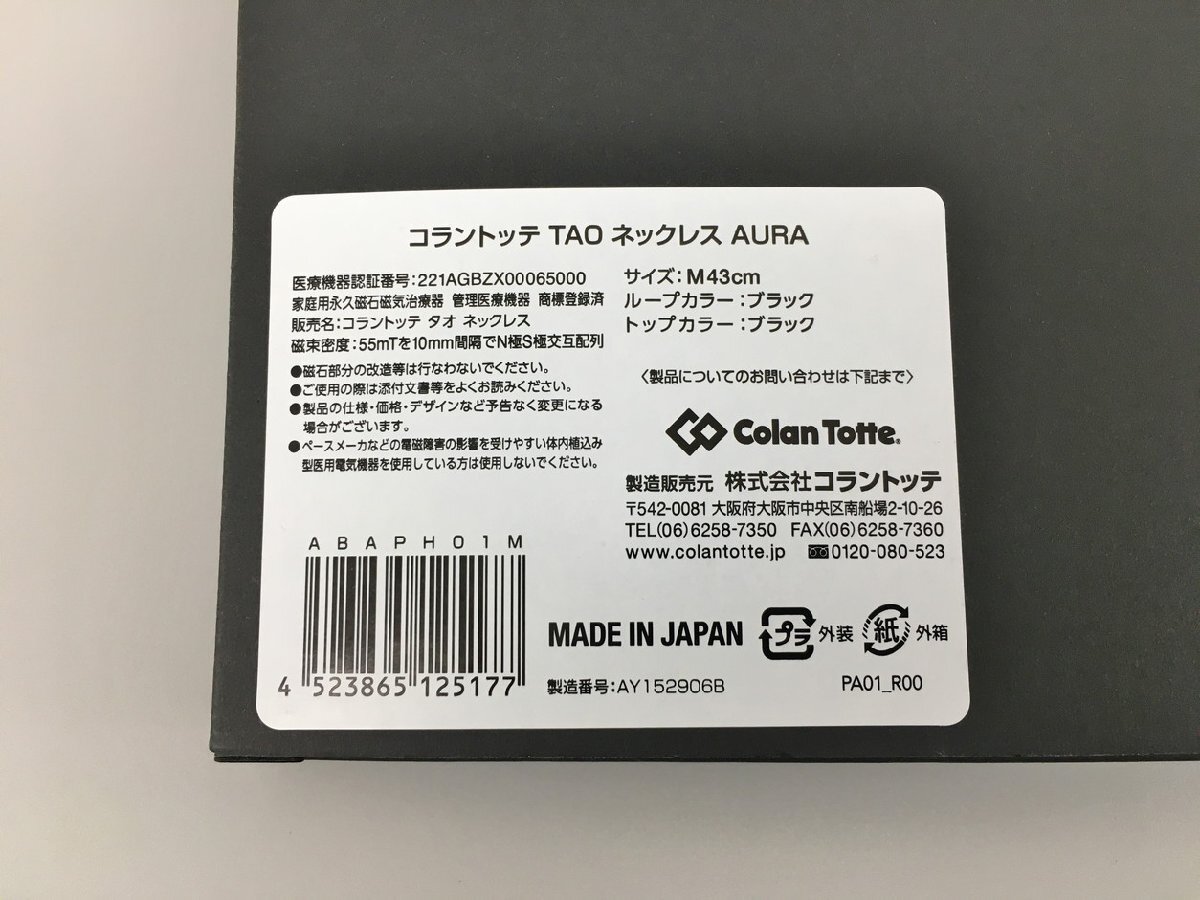 コラントッテ TAO ネックレス AURA
医療機器認証番号:221AGBZX00065000
家庭用永久磁石磁気治療器 管理医療機器 商標登録済
販売名:コラントッテ タオ ネックレス
磁束密度:55mTを10mm間隔でN極S極交互配列
●磁石部分の改造等は行なわないでください。
●ご使用の際は添付文書等をよくお読みください。
●製品の仕様・価格・デザインなど予告なく変更になる
場合がございます。
●ペースメーカなどの電磁障害の影響を受けやすい体内植込み
型医用電気機器を使用している方は使用しないでください。
サイズ:M43cm
ループカラー:ブラック
トップカラー:ブラック
〈製品についてのお問い合わせは下記まで〉
Colan Totte.
製造販売元 株式会社コラントッテ
〒542-0081 大阪府大阪市中央区南船場2-10-26
TEL(06)6258-7350 FAX(06)6258-7360
www.colantotte.jp 0120-080-523
ABAPH01M
4 523865 125177
MADE IN JAPAN
プラ 外装
紙 外箱
製造番号:AY152906B
PA01_R00